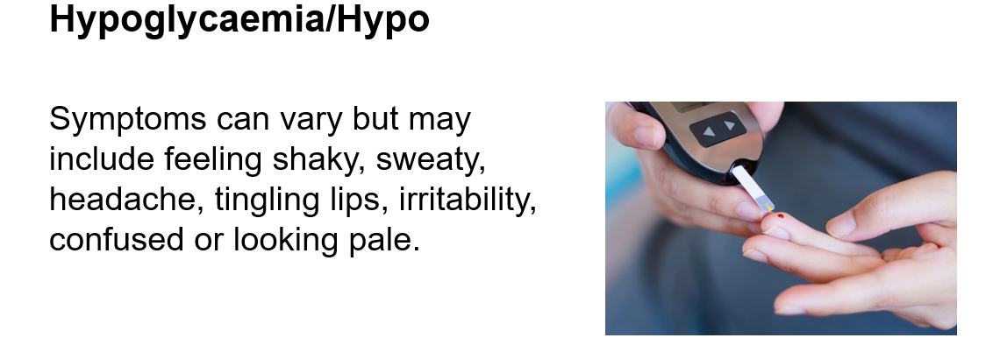 Hypoglycaemia/Hypo
Symptoms can vary but may
include feeling shaky, sweaty,
headache, tingling lips, irritability,
confused or looking pale.